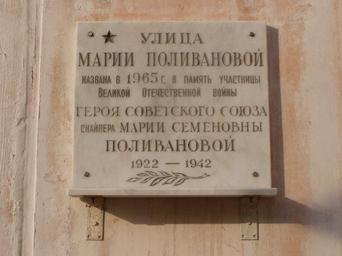 УЛИЦА
МАРИИ ПОЛИВАНОВОЙ
НАЗВАНА В 1965 Г. В ПАМЯТЬ УЧАСТНИЦЫ
ВЕЛИКОЙ ОТЕЧЕСТВЕННОЙ ВОЙНЫ
ГЕРОЯ СОВЕТСКОГО СОЮЗА
СНАЙПЕРА МАРИИ СЕМЕНОВНЫ
ПОЛИВАНОВОЙ
1922 — 1942